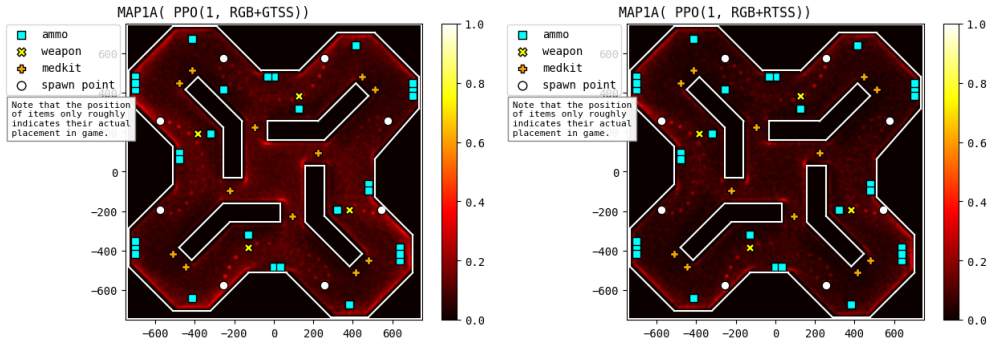 MAP1A( PPO(1, RGB+GTSS))
ammo
weapon
medkit
spawn point
Note that the position
of items only roughly
indicates their actual
placement in game.
600
400
200
0
−200
−400
−600
−600 −400 −200 0 200 400 600
1.0
0.8
0.6
0.4
0.2
0.0
MAP1A( PPO(1, RGB+RTSS))
ammo
weapon
medkit
spawn point
Note that the position
of items only roughly
indicates their actual
placement in game.
600
400
200
0
−200
−400
−600
−600 −400 −200 0 200 400 600
1.0
0.8
0.6
0.4
0.2
0.0